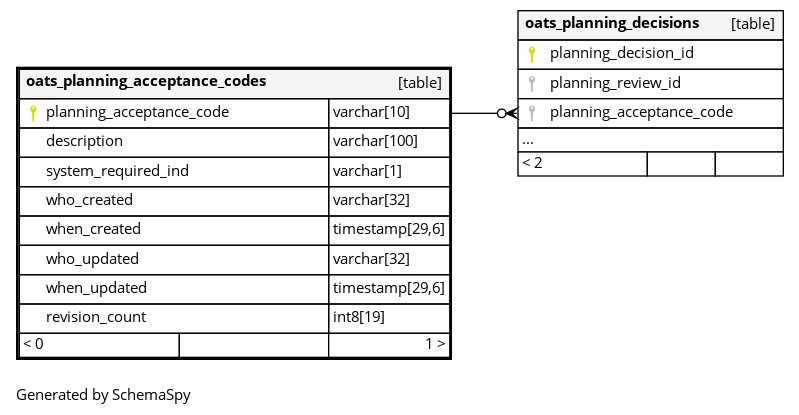 oats_planning_decisions [table]
planning_decision_id
planning_review_id
planning_acceptance_code
...
< 2
oats_planning_acceptance_codes [table]
planning_acceptance_code varchar[10]
description varchar[100]
system_required_ind varchar[1]
who_created varchar[32]
when_created timestamp[29,6]
who_updated varchar[32]
when_updated timestamp[29,6]
revision_count int8[19]
< 0 1 >
Generated by SchemaSpy